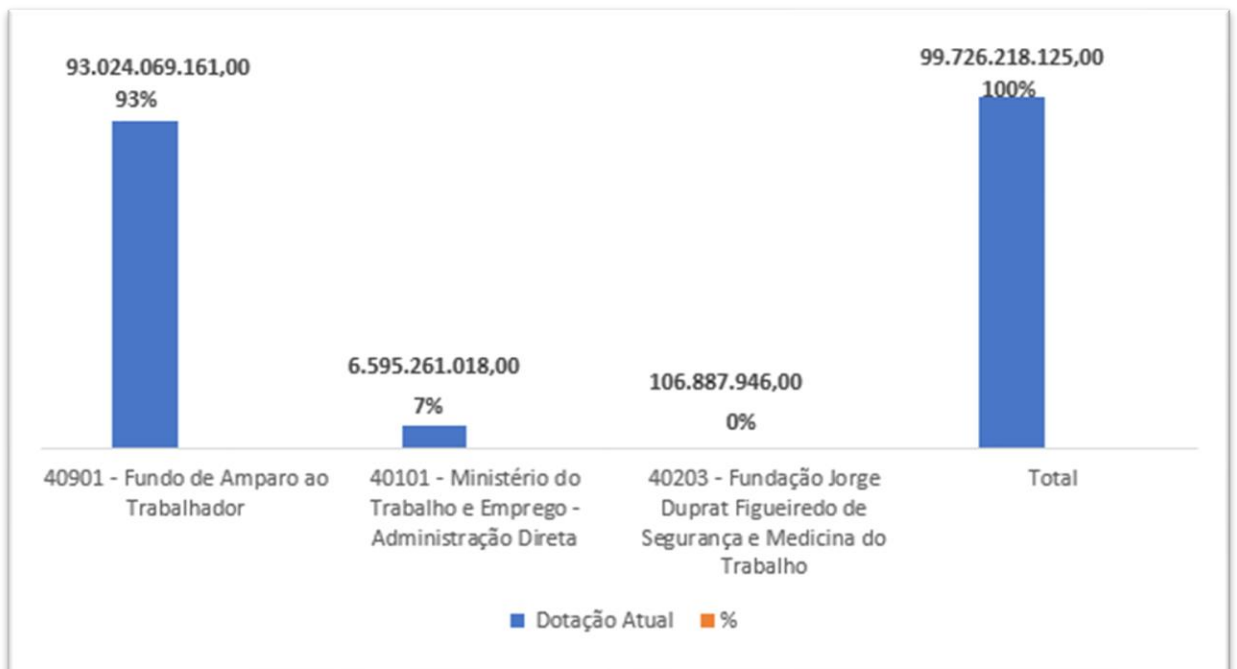 93.024.069.161,00
93%
6.595.261.018,00
7%
106.887.946,00
0%
99.726.218.125,00
100%
40901 - Fundo de Amparo ao
Trabalhador
40101 - Ministério do
Trabalho e Emprego -
Administração Direta
40203 - Fundação Jorge
Duprat Figueiredo de
Segurança e Medicina do
Trabalho
Total
Dotação Atual
%